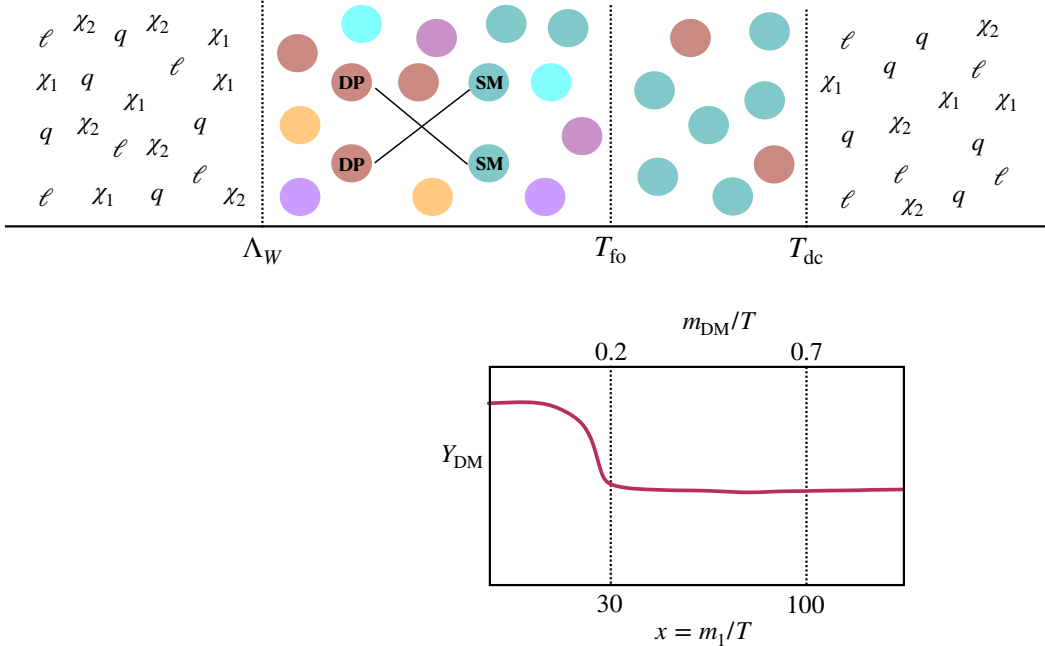 ℓ χ₂ q χ₂ χ₁ ℓ q χ₂
χ₁ q ℓ χ₁ DP SM χ₁ q ℓ
χ₁ χ₁ χ₁
q χ₂ ℓ χ₂ q q χ₂ q
ℓ DP SM ℓ ℓ
ℓ χ₁ q χ₂ ℓ χ₂ q
Λ_W T_fo T_dc
m_DM/T
0.2 0.7
Y_DM
30 100
x = m₁/T